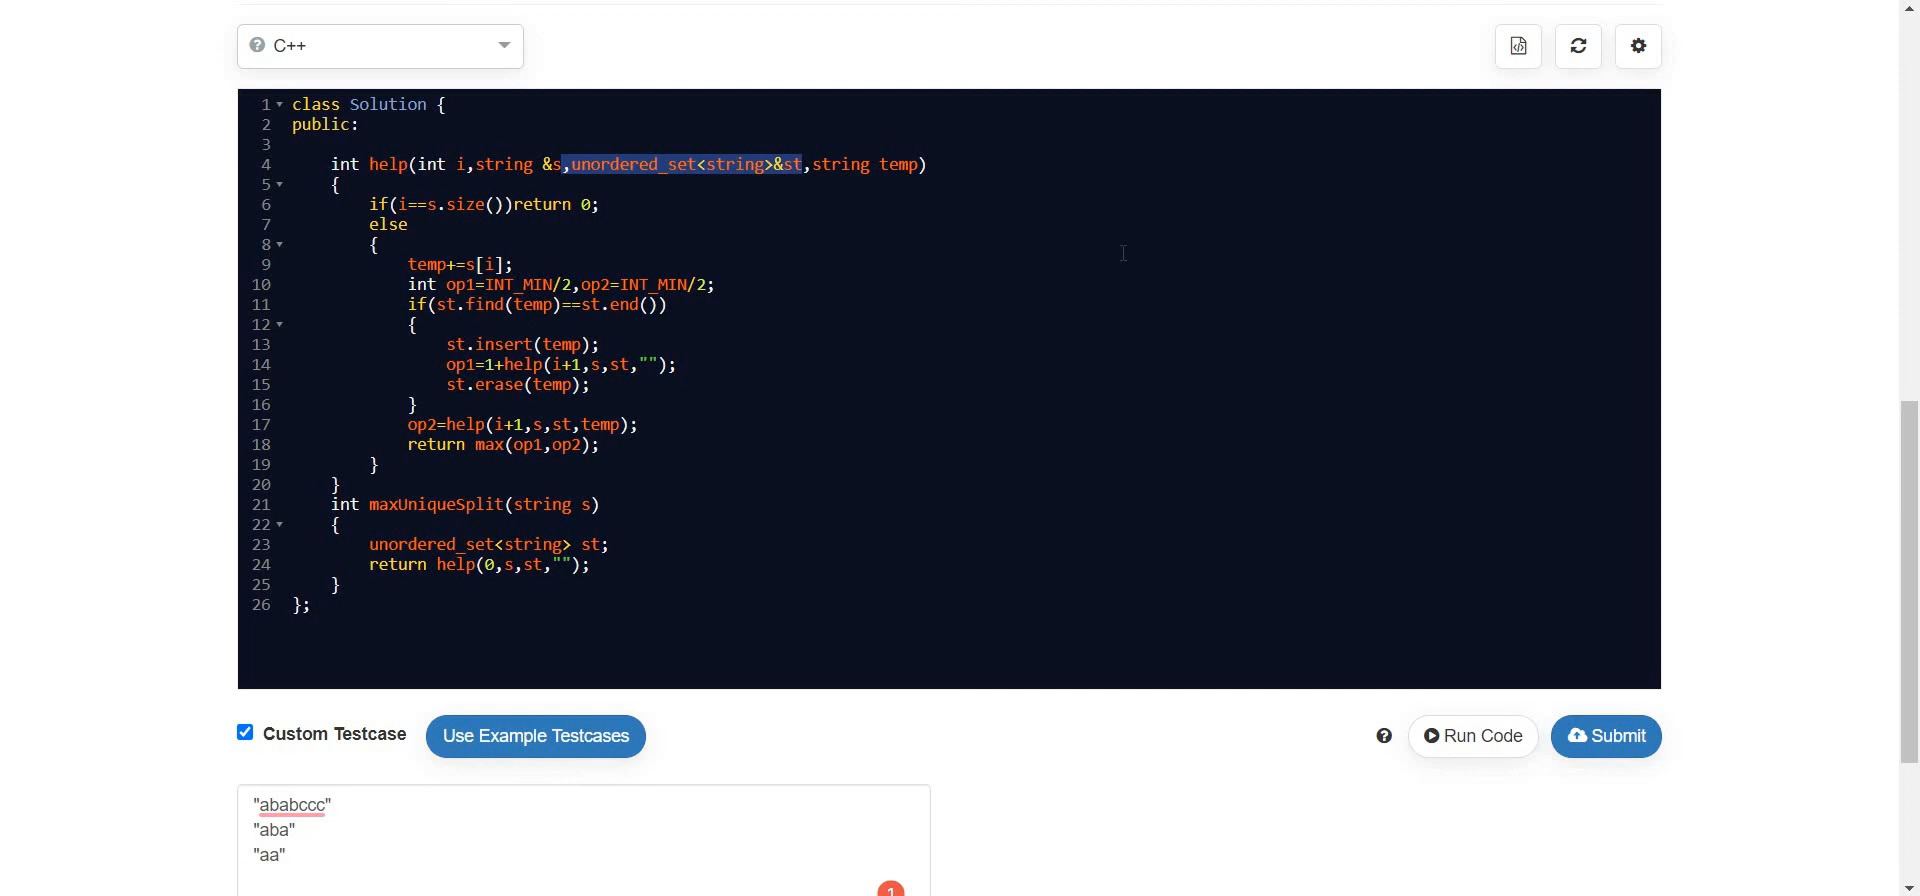 C++
1 class Solution {
2 public:
3
4 int help(int i,string &s,unordered_set<string>&st,string temp)
5 {
6 if(i==s.size())return 0;
7 else
8 {
9 temp+=s[i];
10 int op1=INT_MIN/2,op2=INT_MIN/2;
11 if(st.find(temp)==st.end())
12 {
13 st.insert(temp);
14 op1=1+help(i+1,s,st,"");
15 st.erase(temp);
16 }
17 op2=help(i+1,s,st,temp);
18 return max(op1,op2);
19 }
20 }
21 int maxUniqueSplit(string s)
22 {
23 unordered_set<string> st;
24 return help(0,s,st,"");
25 }
26 };
Custom Testcase Use Example Testcases Run Code Submit
"ababccc"
"aba"
"aa"
1